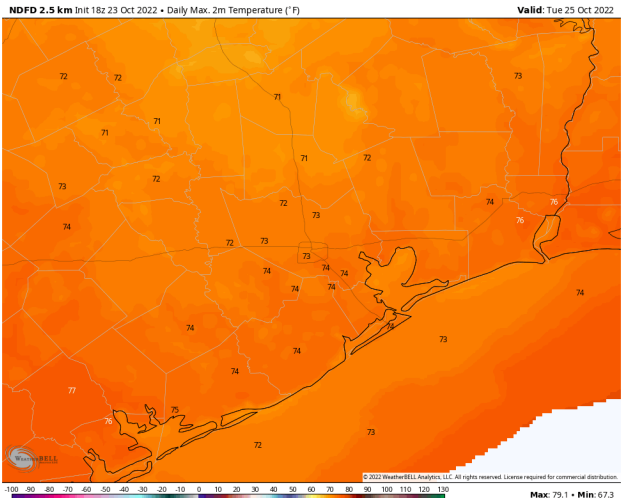 NDFD 2.5 km Init 18z 23 Oct 2022 • Daily Max. 2m Temperature (°F) Valid: Tue 25 Oct 2022
72 72 73
71
71 71
71 72
72
73
72 74 76
73 76
74
72 73
73
74 74 74
74 74 74
74 74
73
74
74
77
75
76
72 73
WeatherBELL
© 2022 WeatherBELL Analytics, LLC. All rights reserved. License required for commercial distribution.
-100 -90 -80 -70 -60 -50 -40 -30 -20 -10 0 10 20 30 40 50 60 70 80 90 100 110 120 130
Max: 79.1 • Min: 67.3